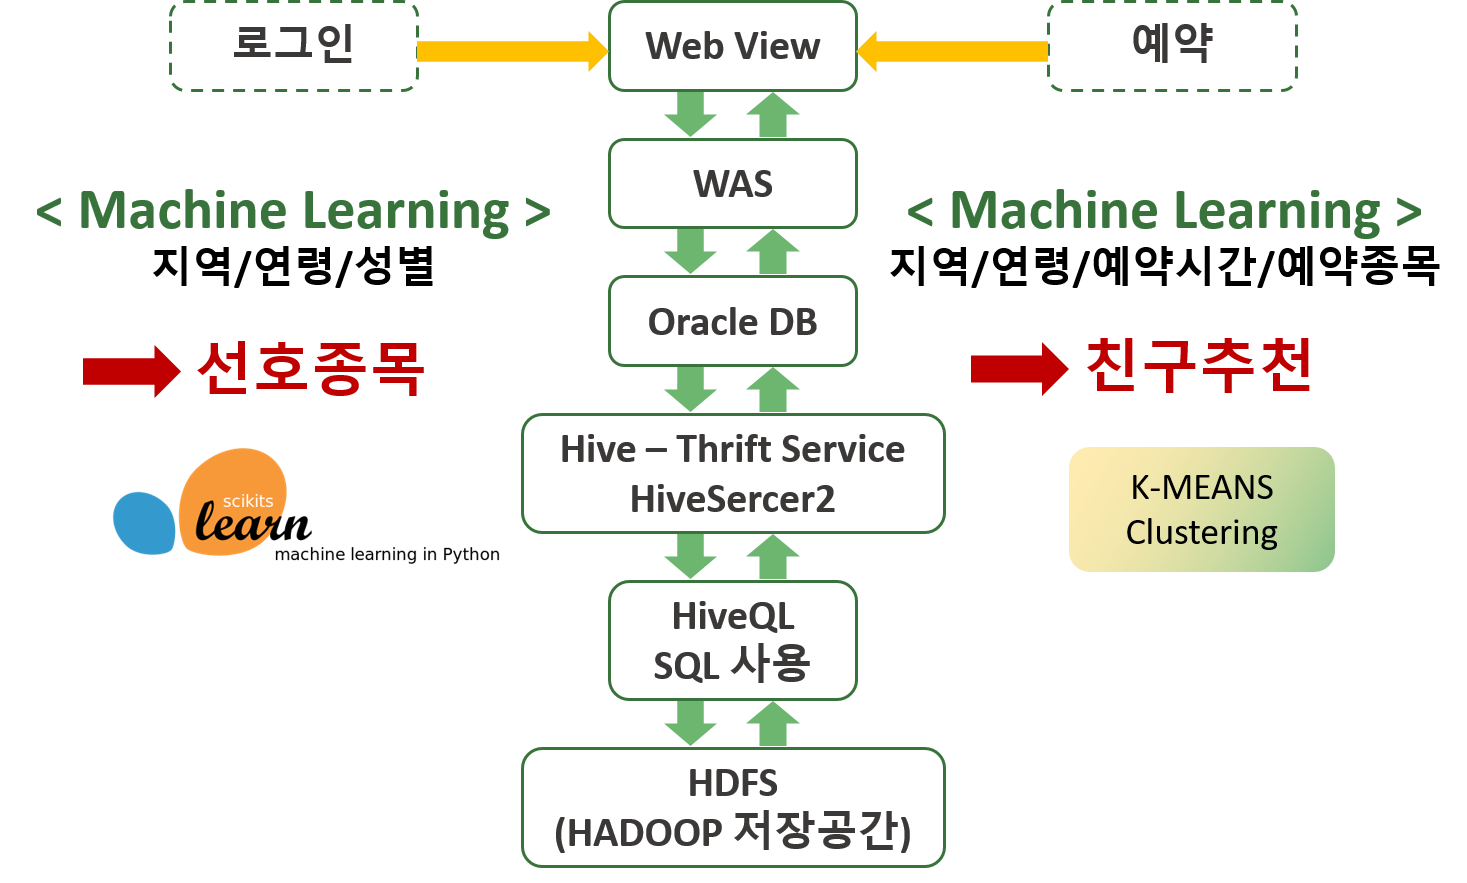 로그인
Web View
예약
WAS
< Machine Learning >
지역/연령/성별
< Machine Learning >
지역/연령/예약시간/예약종목
Oracle DB
선호종목
친구추천
Hive – Thrift Service
HiveSercer2
scikits
learn
machine learning in Python
K-MEANS
Clustering
HiveQL
SQL 사용
HDFS
(HADOOP 저장공간)